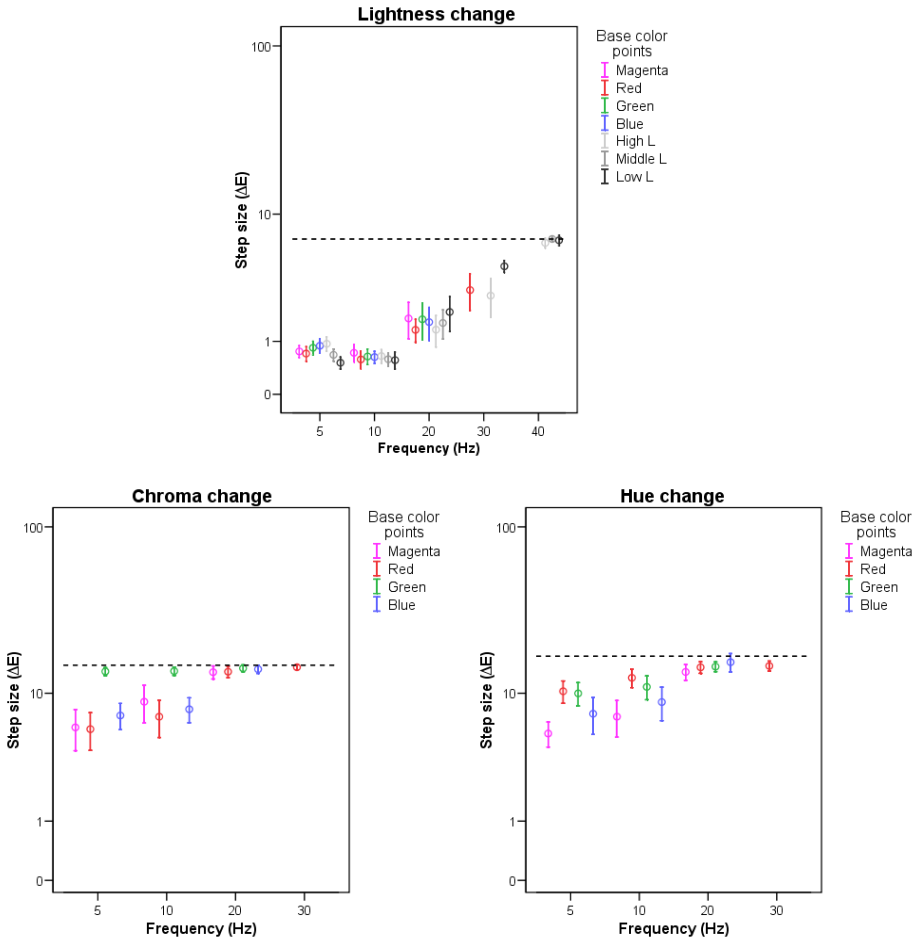 Lightness change
Base color
points
Magenta
Red
Green
Blue
High L
Middle L
Low L
Step size (ΔE)
100
10
1
0
5 10 20 30 40
Frequency (Hz)
Chroma change
Base color
points
Magenta
Red
Green
Blue
Step size (ΔE)
100
10
1
0
5 10 20 30
Frequency (Hz)
Hue change
Base color
points
Magenta
Red
Green
Blue
Step size (ΔE)
100
10
1
0
5 10 20 30
Frequency (Hz)